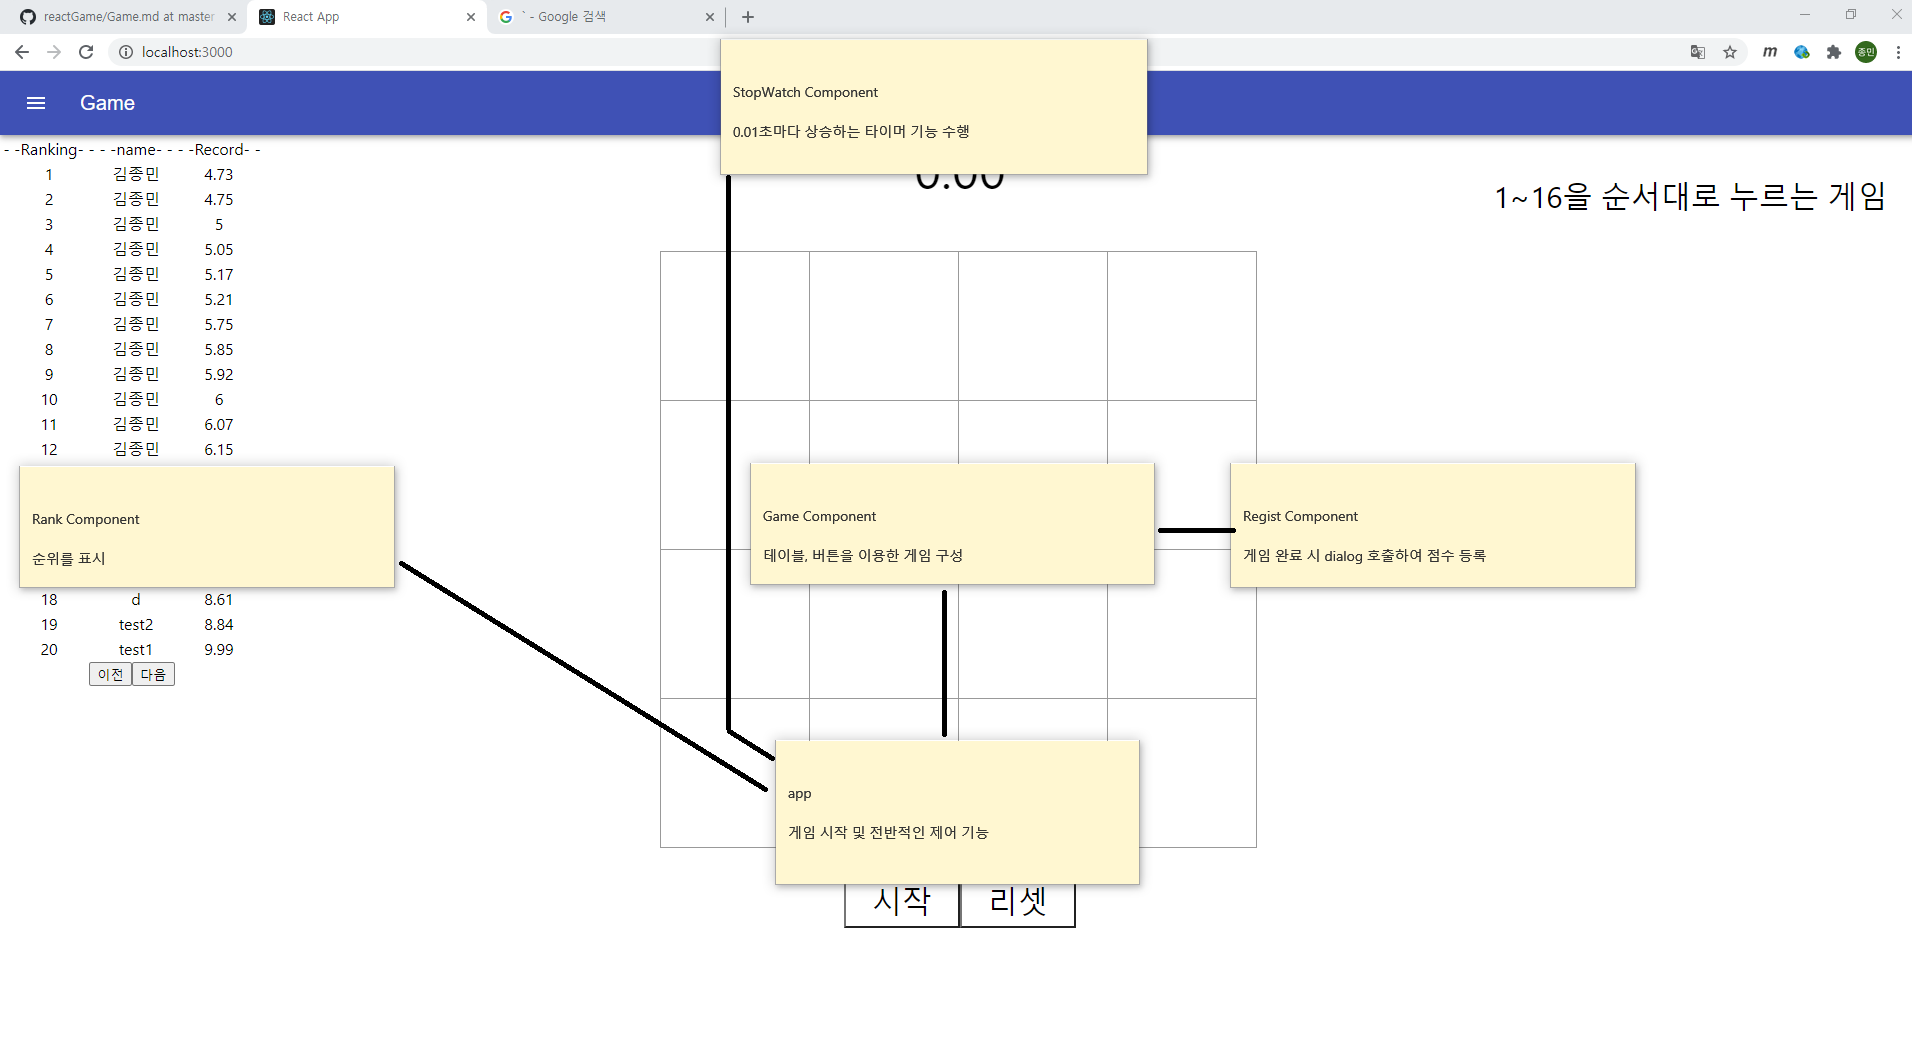 reactGame/Game.md at master
React App
` - Google 검색
localhost:3000
m
종민
Game
StopWatch Component
0.01초마다 상승하는 타이머 기능 수행
- -Ranking- - - -name- - - -Record- -
1 김종민 4.73
2 김종민 4.75
3 김종민 5
4 김종민 5.05
5 김종민 5.17
6 김종민 5.21
7 김종민 5.75
8 김종민 5.85
9 김종민 5.92
10 김종민 6
11 김종민 6.07
12 김종민 6.15
0.00
1~16을 순서대로 누르는 게임
Rank Component
순위를 표시
Game Component
테이블, 버튼을 이용한 게임 구성
Regist Component
게임 완료 시 dialog 호출하여 점수 등록
18 d 8.61
19 test2 8.84
20 test1 9.99
이전 다음
app
게임 시작 및 전반적인 제어 기능
시작 리셋